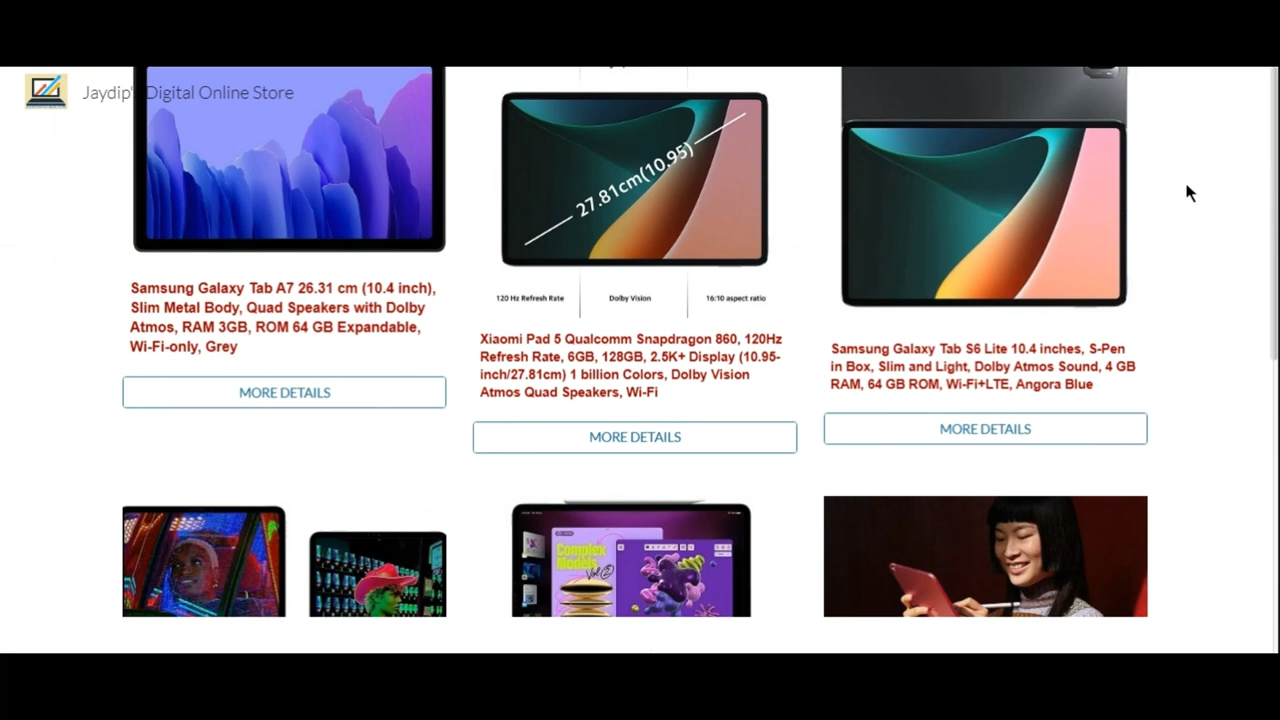 Jaydip's Digital Online Store
27.81cm(10.95)
120 Hz Refresh Rate
Dolby Vision
16:10 aspect ratio
Samsung Galaxy Tab A7 26.31 cm (10.4 inch),
Slim Metal Body, Quad Speakers with Dolby
Atmos, RAM 3GB, ROM 64 GB Expandable,
Wi-Fi-only, Grey
MORE DETAILS
Xiaomi Pad 5 Qualcomm Snapdragon 860, 120Hz
Refresh Rate, 6GB, 128GB, 2.5K+ Display (10.95-
inch/27.81cm) 1 billion Colors, Dolby Vision
Atmos Quad Speakers, Wi-Fi
MORE DETAILS
Samsung Galaxy Tab S6 Lite 10.4 inches, S-Pen
in Box, Slim and Light, Dolby Atmos Sound, 4 GB
RAM, 64 GB ROM, Wi-Fi+LTE, Angora Blue
MORE DETAILS
Complex
Models
Vol 2